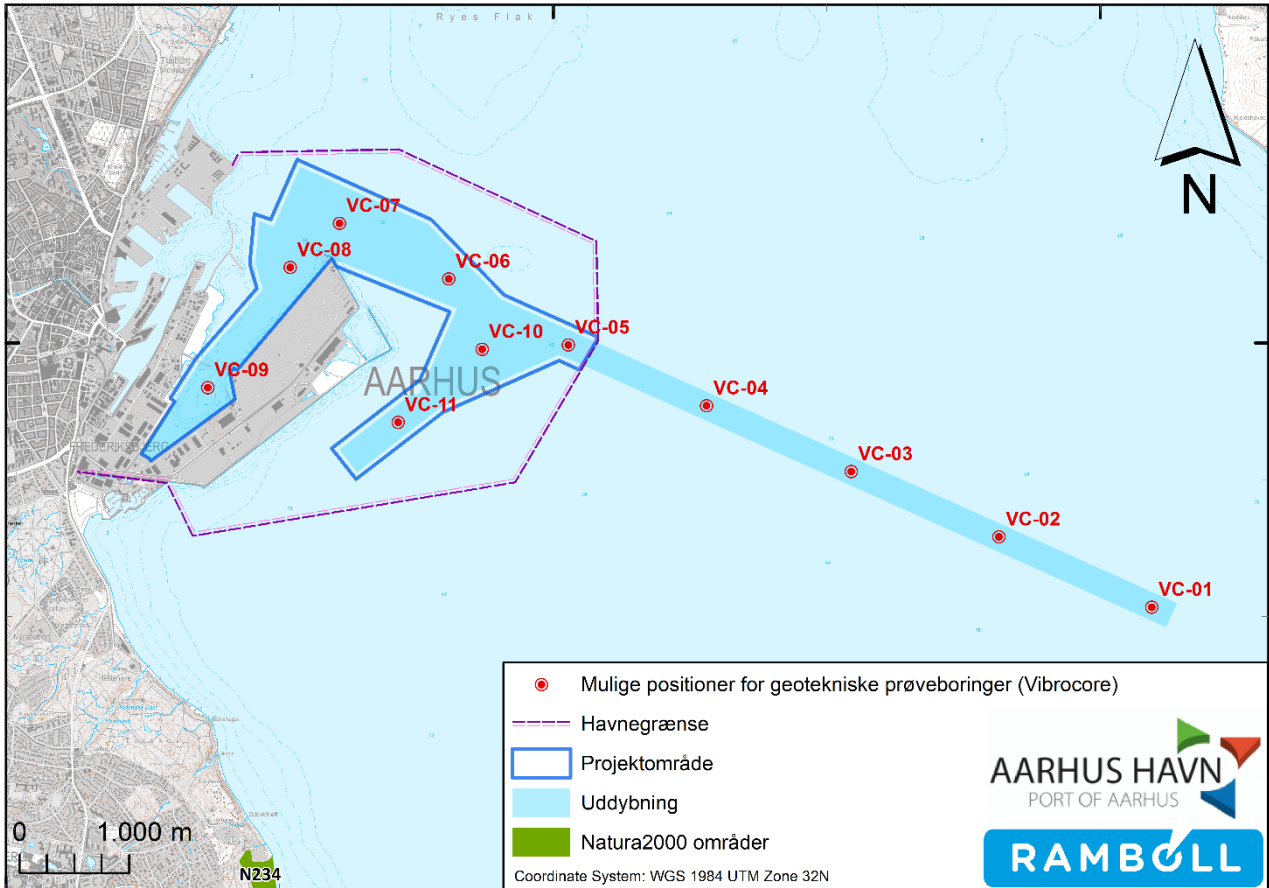 Ryes Flak
VC-07
VC-08
VC-06
VC-10
VC-05
VC-09
AARHUS
VC-04
VC-11
FREDERIKSBJERG
VC-03
VC-02
VC-01
N
0 1.000 m
N234
Mulige positioner for geotekniske prøveboringer (Vibrocore)
Havnegrænse
Projektområde
Uddybning
Natura2000 områder
Coordinate System: WGS 1984 UTM Zone 32N
AARHUS HAVN
PORT OF AARHUS
RAMBOLL